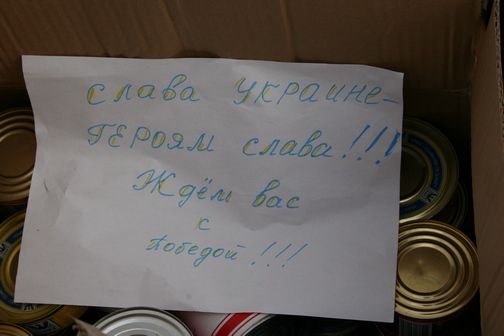 слава УКРАИНЕ-
ГЕРОЯМ слава!!!
Ждём вас
с
победой!!!